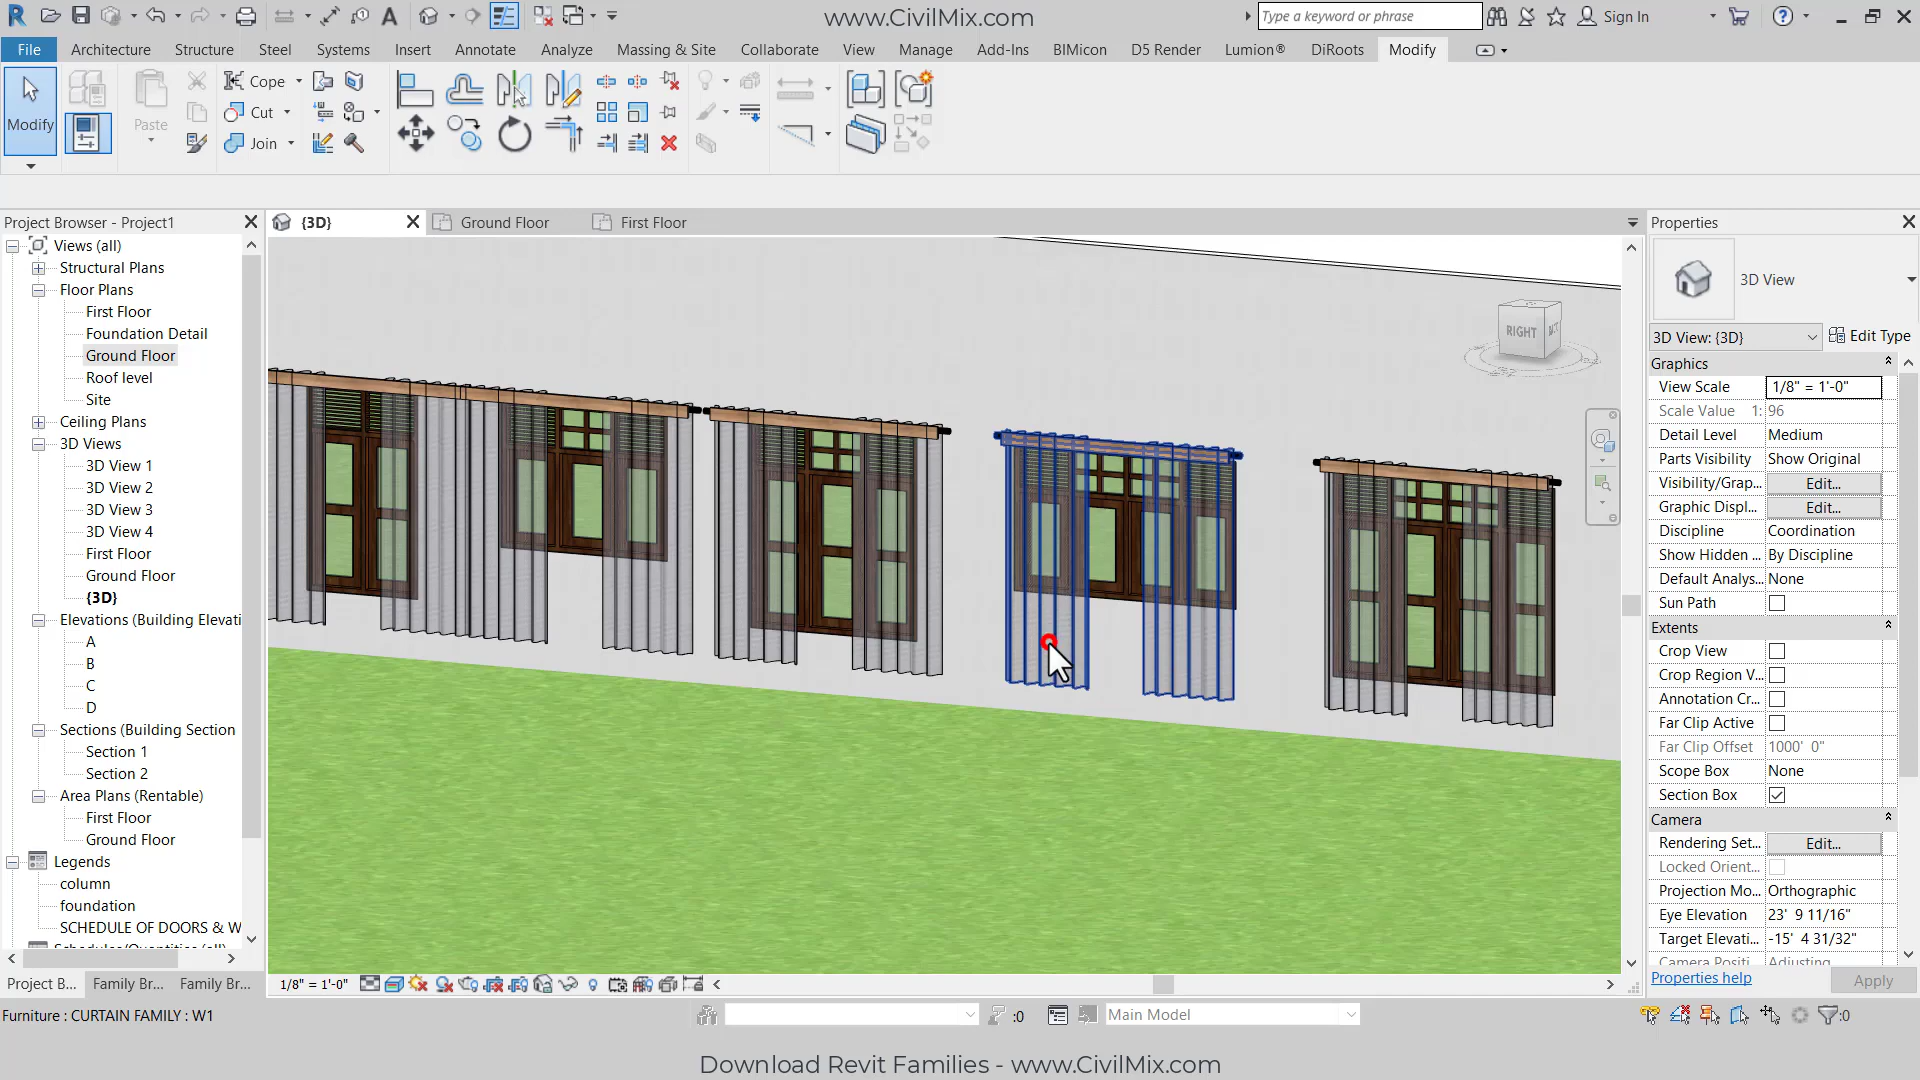 www.CivilMix.com
Type a keyword or phrase
Sign In
File
Architecture
Structure
Steel
Systems
Insert
Annotate
Analyze
Massing & Site
Collaborate
View
Manage
Add-Ins
BIMicon
D5 Render
Lumion®
DiRoots
Modify
Modify
Paste
Cope
Cut
Join
Project Browser - Project1
{3D}
Ground Floor
First Floor
Properties
Views (all)
Structural Plans
Floor Plans
First Floor
Foundation Detail
Ground Floor
Roof level
Site
Ceiling Plans
3D Views
3D View 1
3D View 2
3D View 3
3D View 4
First Floor
Ground Floor
{3D}
Elevations (Building Elevati
A
B
C
D
Sections (Building Section
Section 1
Section 2
Area Plans (Rentable)
First Floor
Ground Floor
Legends
column
foundation
SCHEDULE OF DOORS & W
Schedules/Quantities (all)
Project B...
Family Br...
Family Br...
RIGHT
3D View
3D View: {3D}
Edit Type
Graphics
View Scale 1/8" = 1'-0"
Scale Value 1: 96
Detail Level Medium
Parts Visibility Show Original
Visibility/Grap... Edit...
Graphic Displ... Edit...
Discipline Coordination
Show Hidden ... By Discipline
Default Analys... None
Sun Path
Extents
Crop View
Crop Region V...
Annotation Cr...
Far Clip Active
Far Clip Offset 1000' 0"
Scope Box None
Section Box
Camera
Rendering Set... Edit...
Locked Orient...
Projection Mo... Orthographic
Eye Elevation 23' 9 11/16"
Target Elevati... -15' 4 31/32"
Camera Positi... Adjusting
Properties help
Apply
1/8" = 1'-0"
Furniture : CURTAIN FAMILY : W1
:0
Main Model
:0
Download Revit Families - www.CivilMix.com